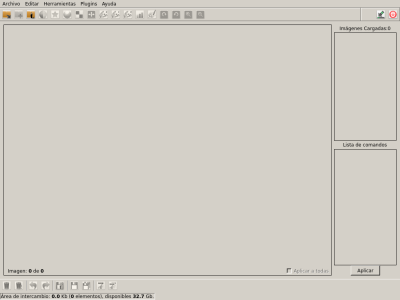 Archivo Editar Herramientas Plugins Ayuda
Imágenes Cargadas:0
Lista de comandos
Imagen: 0 de 0
Aplicar a todas
Aplicar
Área de intercambio: 0.0 Kb (0 elementos), disponibles 32.7 Gb